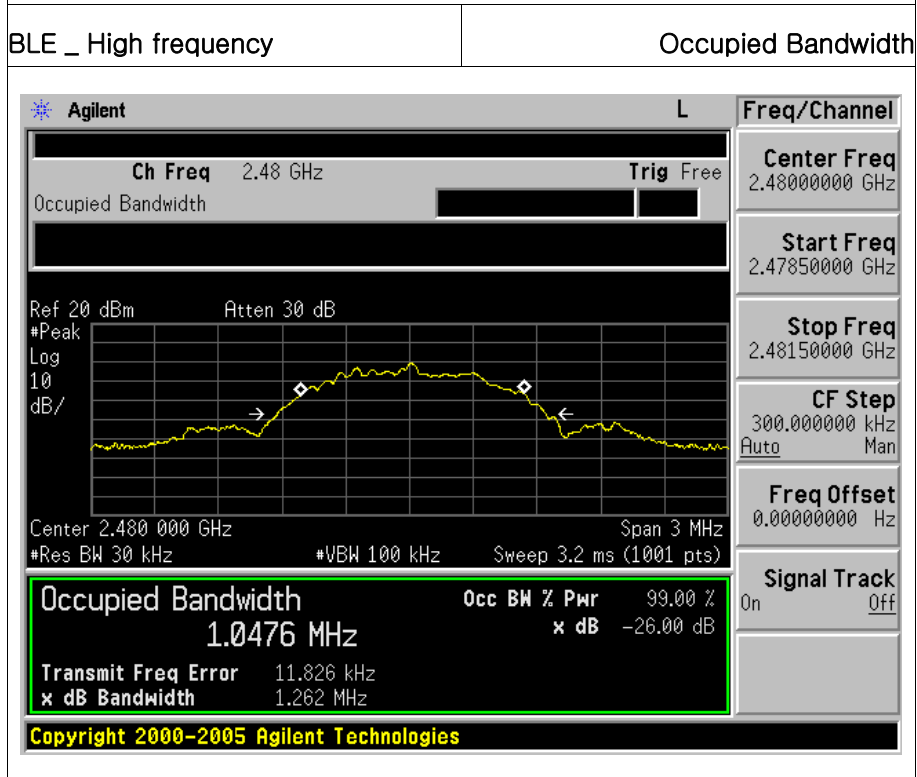 BLE _ High frequency
Occupied Bandwidth
Agilent
L
Freq/Channel
Ch Freq 2.48 GHz
Trig Free
Occupied Bandwidth
Center Freq
2.48000000 GHz
Start Freq
2.47850000 GHz
Stop Freq
2.48150000 GHz
CF Step
300.000000 kHz
Auto Man
Freq Offset
0.00000000 Hz
Signal Track
On Off
Ref 20 dBm
Atten 30 dB
#Peak
Log
10
dB/
Center 2.480 000 GHz
Span 3 MHz
#Res BW 30 kHz
#VBW 100 kHz
Sweep 3.2 ms (1001 pts)
Occupied Bandwidth
1.0476 MHz
Occ BW % Pwr 99.00 %
x dB -26.00 dB
Transmit Freq Error 11.826 kHz
x dB Bandwidth 1.262 MHz
Copyright 2000-2005 Agilent Technologies